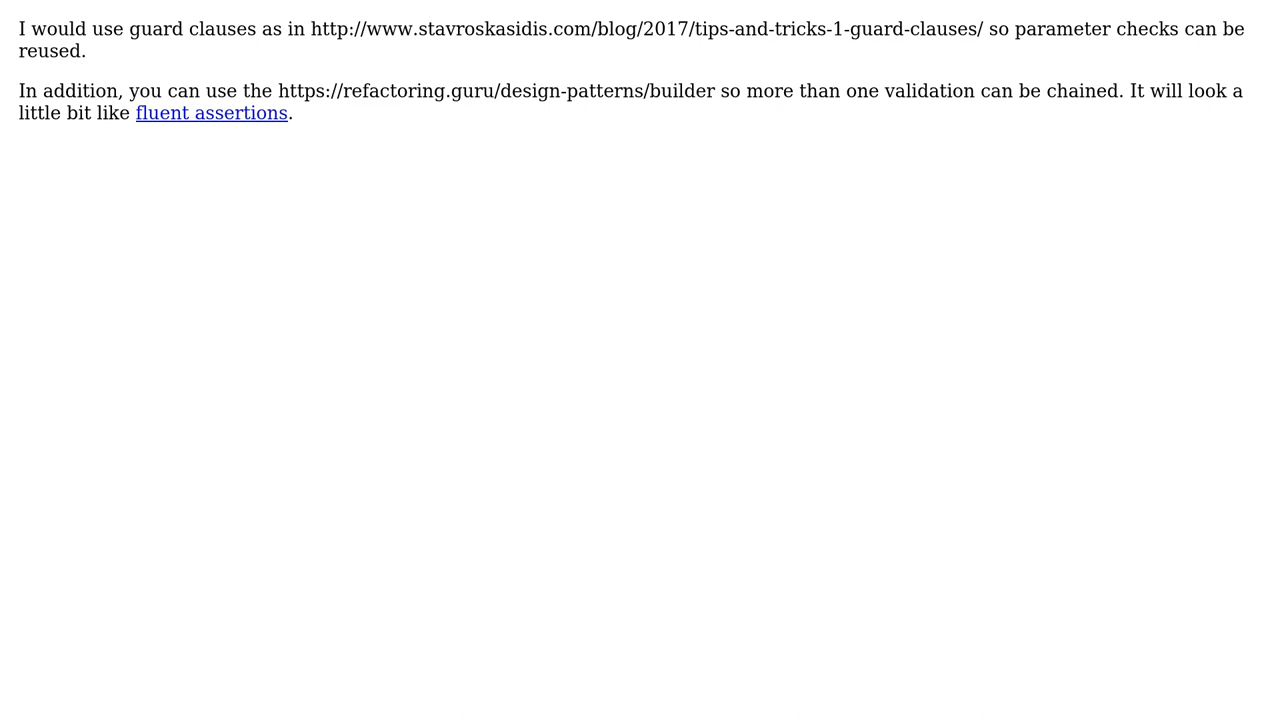 I would use guard clauses as in http://www.stavroskasidis.com/blog/2017/tips-and-tricks-1-guard-clauses/ so parameter checks can be
reused.
In addition, you can use the https://refactoring.guru/design-patterns/builder so more than one validation can be chained. It will look a
little bit like fluent assertions.